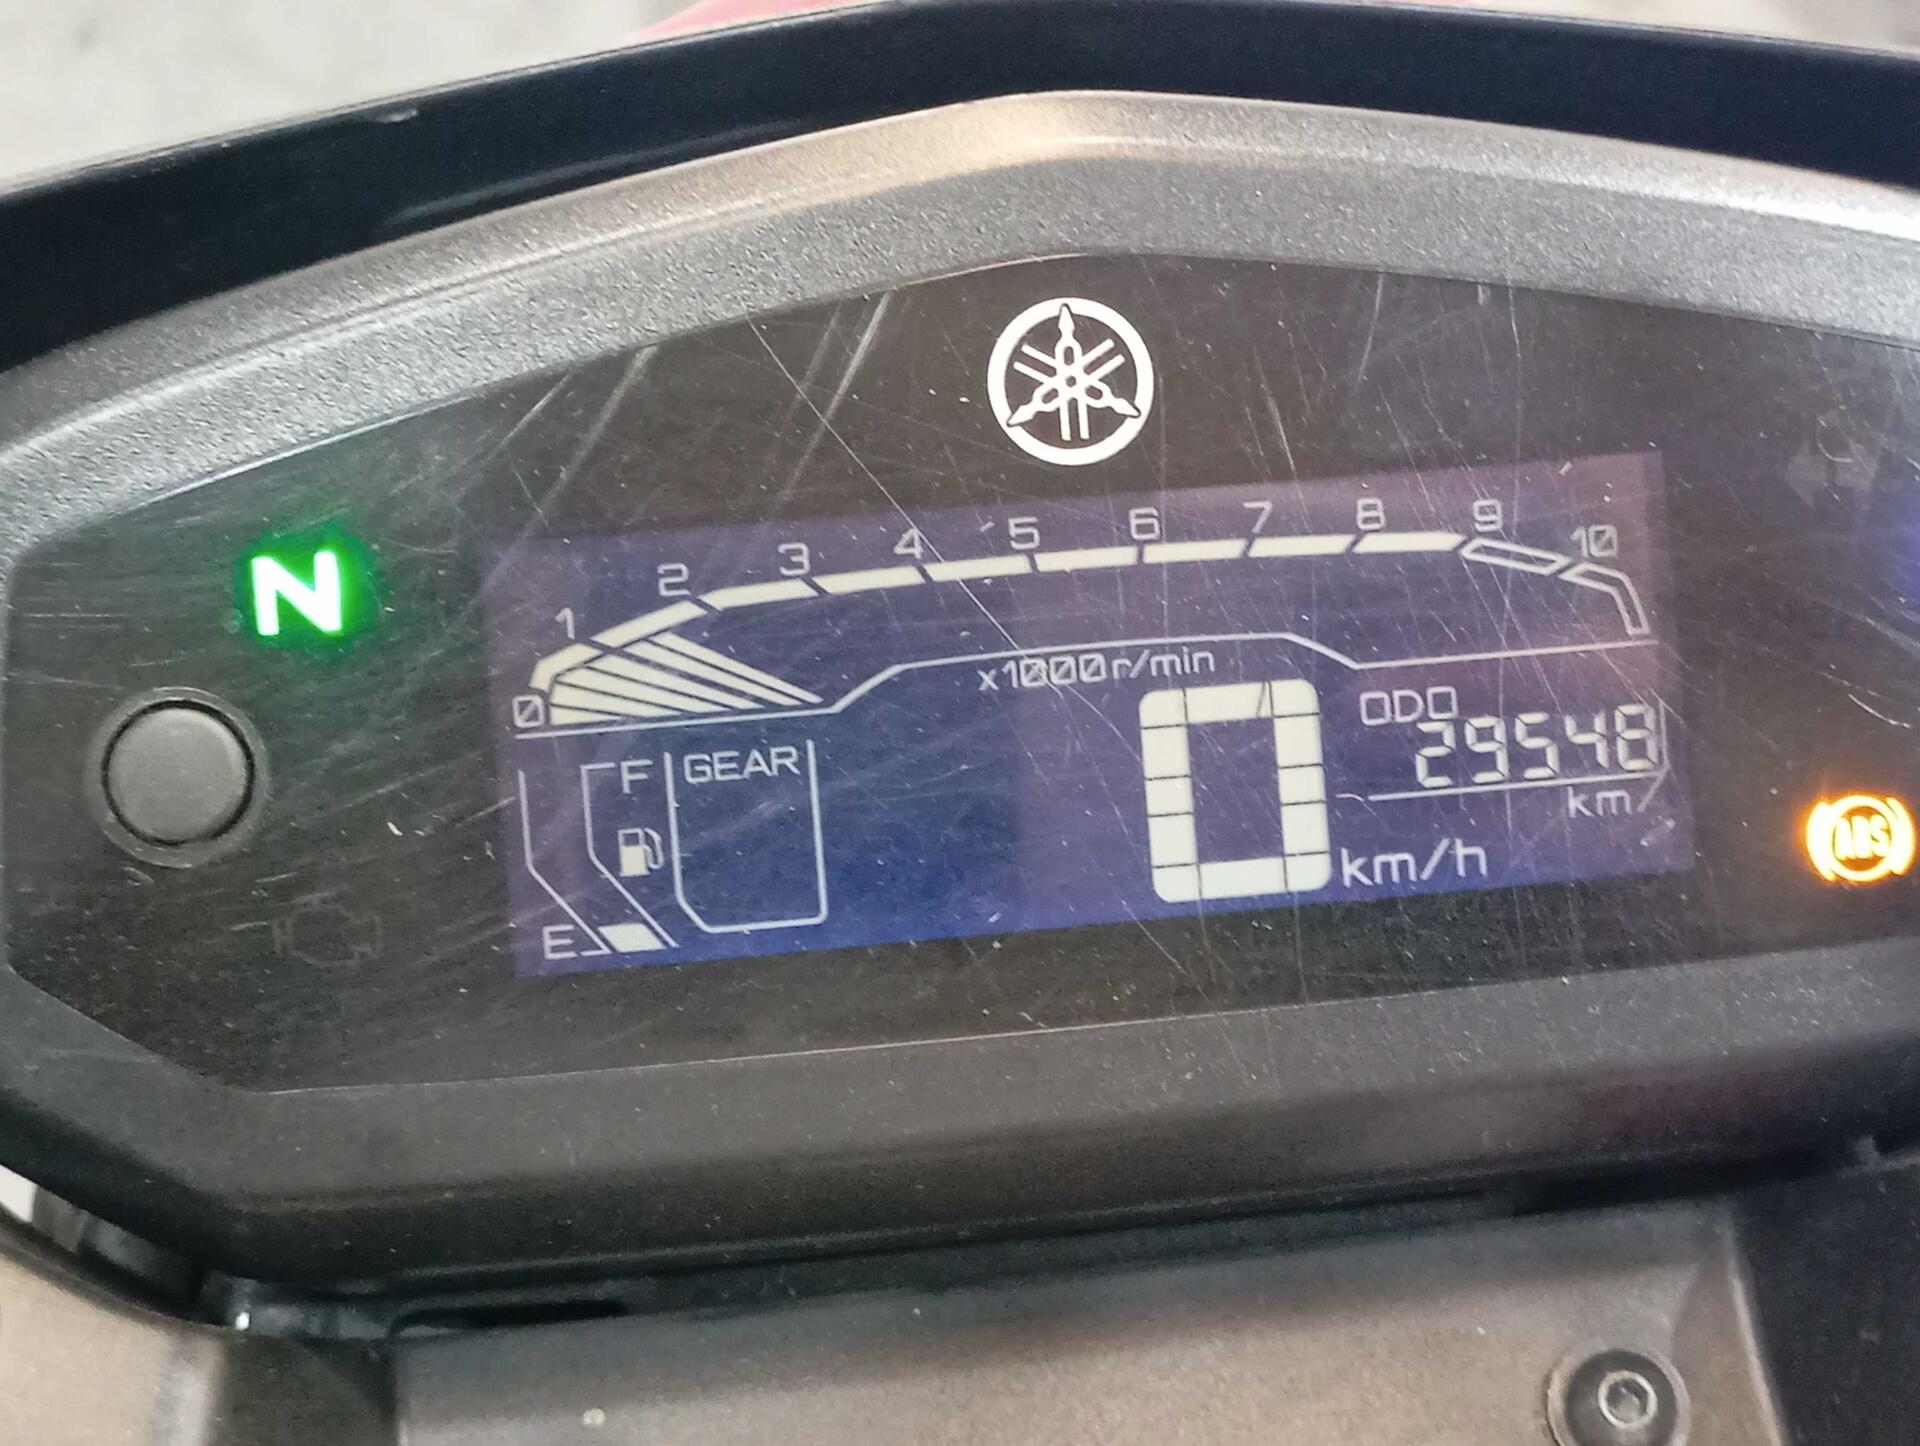 N
0 1 2 3 4 5 6 7 8 9 10
x1000r/min
ODO
29548
km
F GEAR
0 km/h
E
ABS